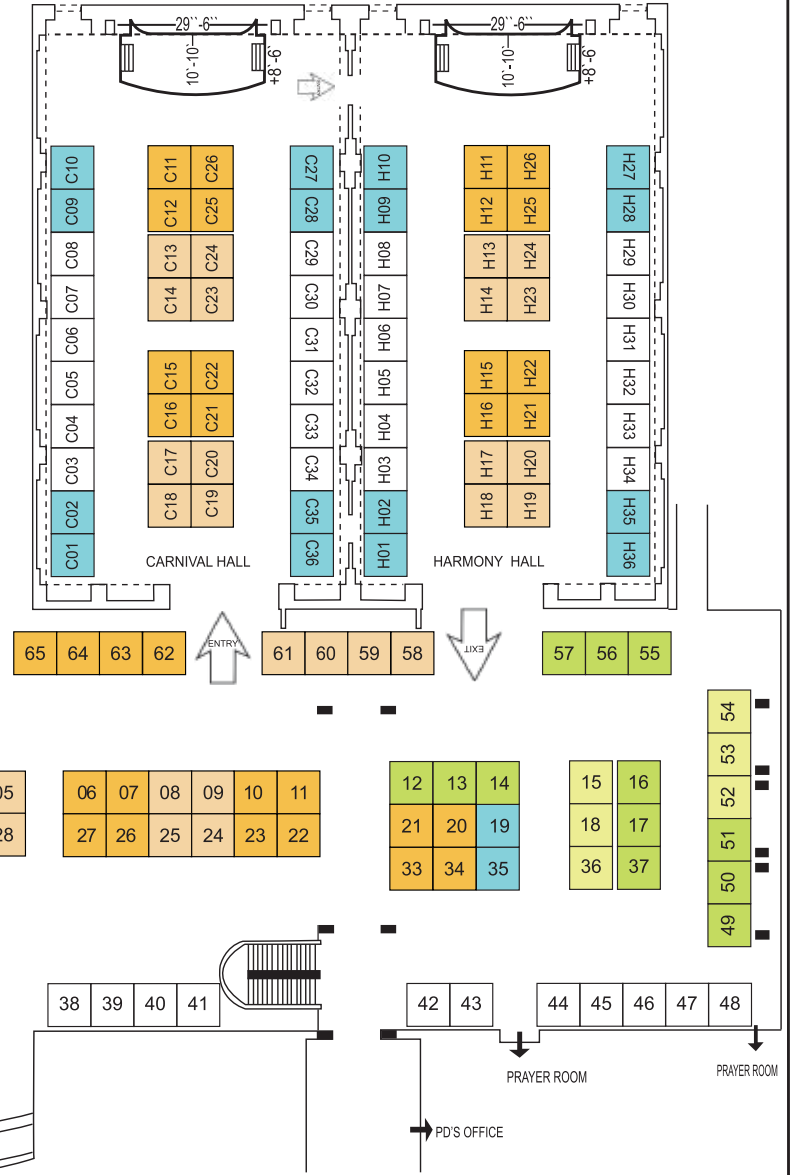 29''-6''
29''-6''
10'-10'
+8'-6'
10'-10'
+8'-6'
C10 C11 C26 C27 H10 H11 H26 H27
C09 C12 C25 C28 H09 H12 H25 H28
C08 C13 C24 C29 H08 H13 H24 H29
C07 C14 C23 C30 H07 H14 H23 H30
C06 C31 H06 H31
C05 C15 C22 C32 H05 H15 H22 H32
C04 C16 C21 C33 H04 H16 H21 H33
C03 C17 C20 C34 H03 H17 H20 H34
C02 C18 C19 C35 H02 H18 H19 H35
C01 C36 H01 H36
CARNIVAL HALL
HARMONY HALL
65 64 63 62 ENTRY 61 60 59 58 EXIT 57 56 55
54
53
52
51
50
49
05 06 07 08 09 10 11
28 27 26 25 24 23 22
12 13 14
21 20 19
33 34 35
15 16
18 17
36 37
38 39 40 41 42 43 44 45 46 47 48
PRAYER ROOM
PRAYER ROOM
PD'S OFFICE